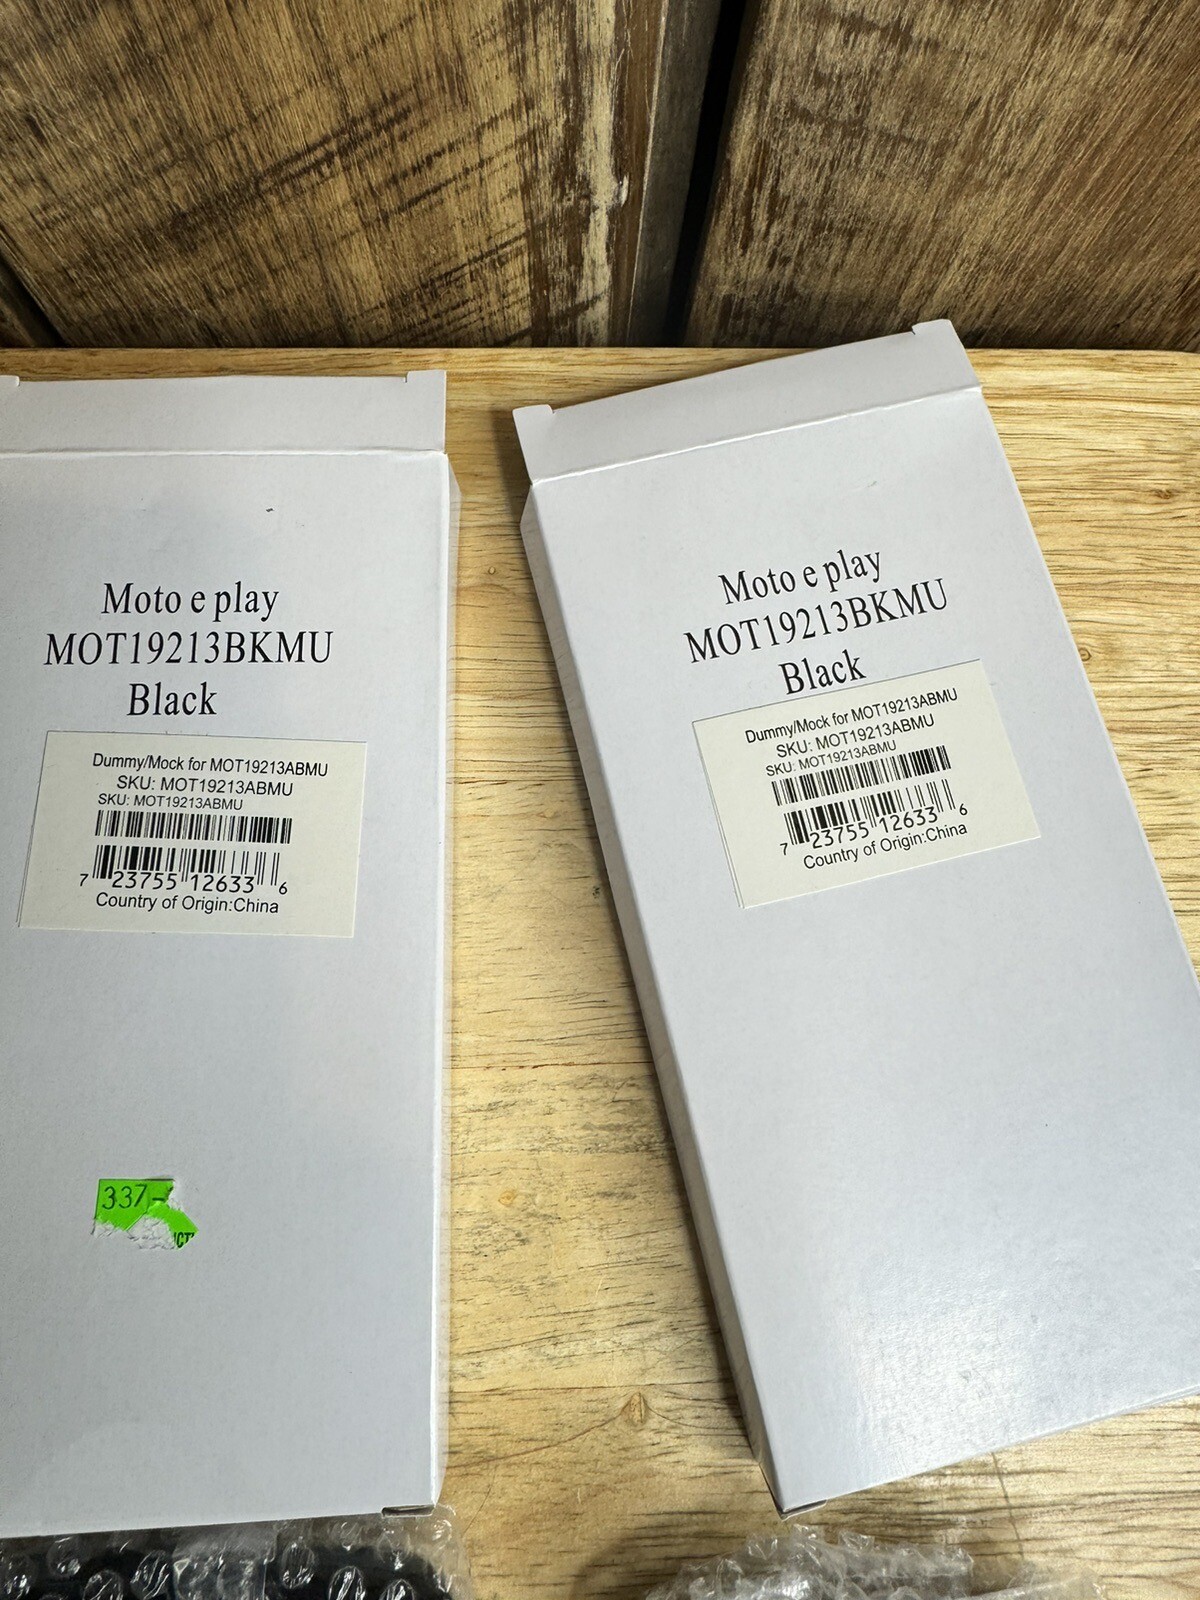 Moto e play
MOT19213BKMU
Black
Dummy/Mock for MOT19213ABMU
SKU: MOT19213ABMU
SKU: MOT19213ABMU
7 23755 12633 6
Country of Origin:China
337-
Moto e play
MOT19213BKMU
Black
Dummy/Mock for MOT19213ABMU
SKU: MOT19213ABMU
SKU: MOT19213ABMU
7 23755 12633 6
Country of Origin:China